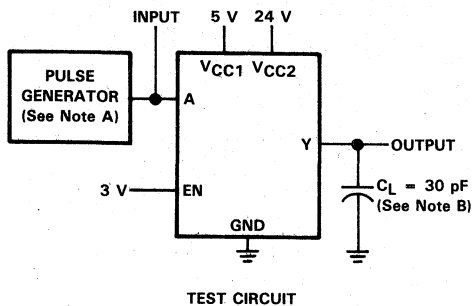 INPUT
5 V
24 V
PULSE
GENERATOR
(See Note A)
VCC1
VCC2
A
Y
OUTPUT
3 V
EN
CL = 30 pF
(See Note B)
GND
TEST CIRCUIT